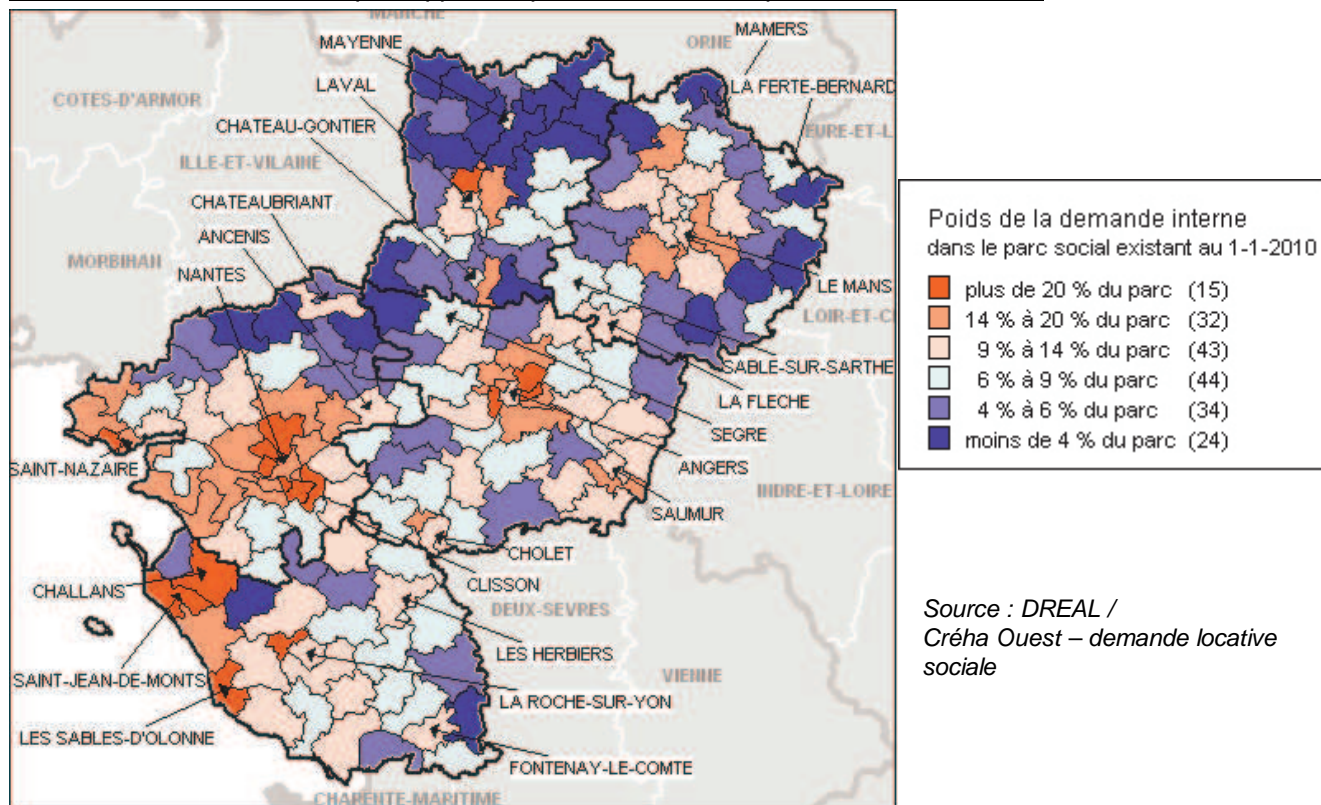 MANCHE
MAYENNE
ORNE
MAMERS
LAVAL
LA FERTE-BERNARD
COTES-D'ARMOR
CHATEAU-GONTIER
EURE-ET-L
ILLE-ET-VILAINE
CHATEAUBRIANT
ANCENIS
MORBIHAN
NANTES
LE MANS
LOIR-ET-C
SABLE-SUR-SARTHE
LA FLECHE
SEGRE
SAINT-NAZAIRE
ANGERS
INDRE-ET-LOIRE
SAUMUR
CHOLET
CLISSON
CHALLANS
DEUX-SEVRES
LES HERBIERS
SAINT-JEAN-DE-MONTS
VIENNE
LA ROCHE-SUR-YON
LES SABLES-D'OLONNE
FONTENAY-LE-COMTE
CHARENTE-MARITIME
Poids de la demande interne
dans le parc social existant au 1-1-2010
plus de 20 % du parc (15)
14 % à 20 % du parc (32)
9 % à 14 % du parc (43)
6 % à 9 % du parc (44)
4 % à 6 % du parc (34)
moins de 4 % du parc (24)
Source : DREAL /
Créha Ouest – demande locative
sociale